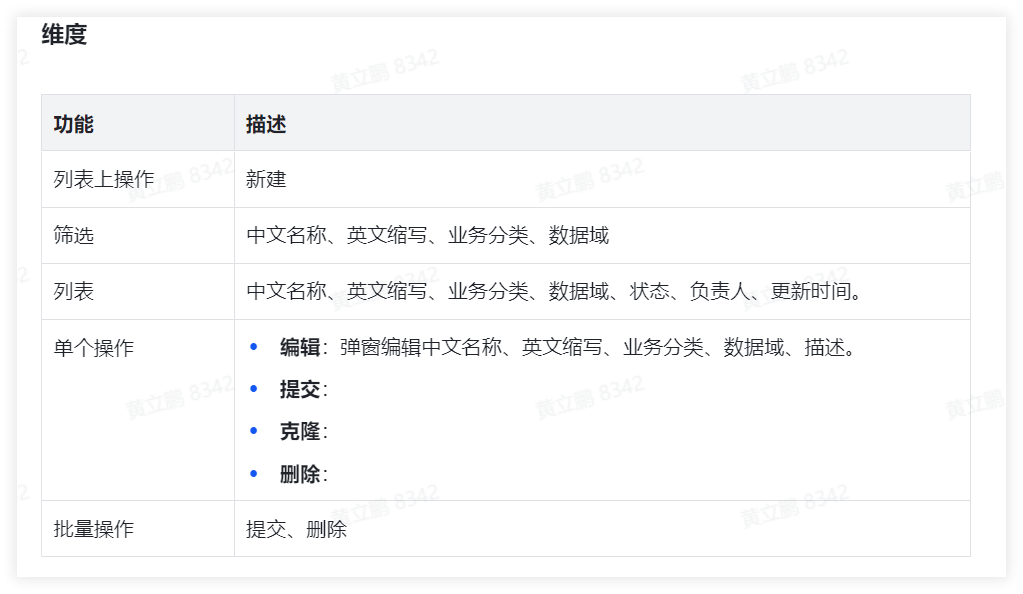 维度
功能 描述
列表上操作 新建
筛选 中文名称、英文缩写、业务分类、数据域
列表 中文名称、英文缩写、业务分类、数据域、状态、负责人、更新时间。
单个操作 • 编辑：弹窗编辑中文名称、英文缩写、业务分类、数据域、描述。
• 提交：
• 克隆：
• 删除：
批量操作 提交、删除
黄立鹏 8342